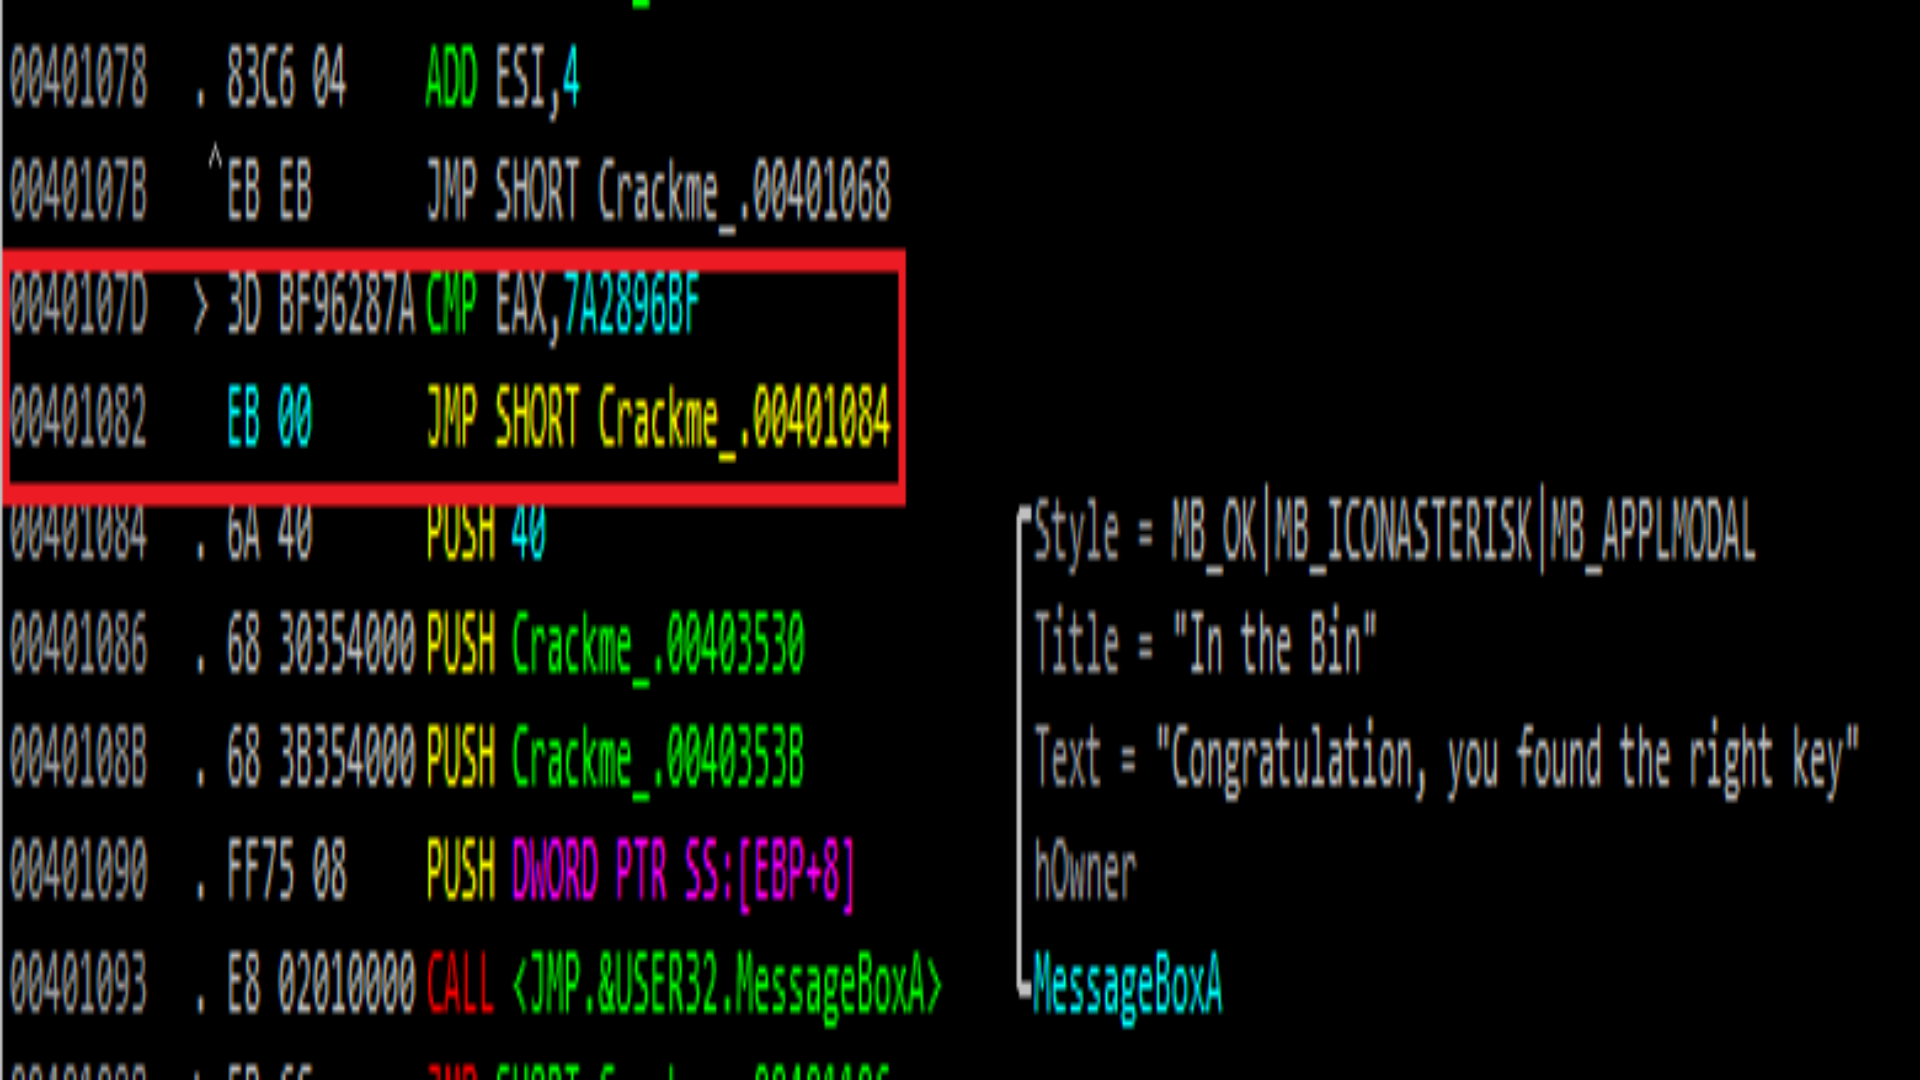 00401078 . 83C6 04 ADD ESI,4
0040107B ^EB EB JMP SHORT Crackme_.00401068
0040107D > 3D BF96287A CMP EAX,7A2896BF
00401082 EB 00 JMP SHORT Crackme_.00401084
00401084 . 6A 40 PUSH 40 Style = MB_OK|MB_ICONASTERISK|MB_APPLMODAL
00401086 . 68 30354000 PUSH Crackme_.00403530 Title = "In the Bin"
0040108B . 68 3B354000 PUSH Crackme_.0040353B Text = "Congratulation, you found the right key"
00401090 . FF75 08 PUSH DWORD PTR SS:[EBP+8] hOwner
00401093 . E8 02010000 CALL <JMP.&USER32.MessageBoxA> MessageBoxA